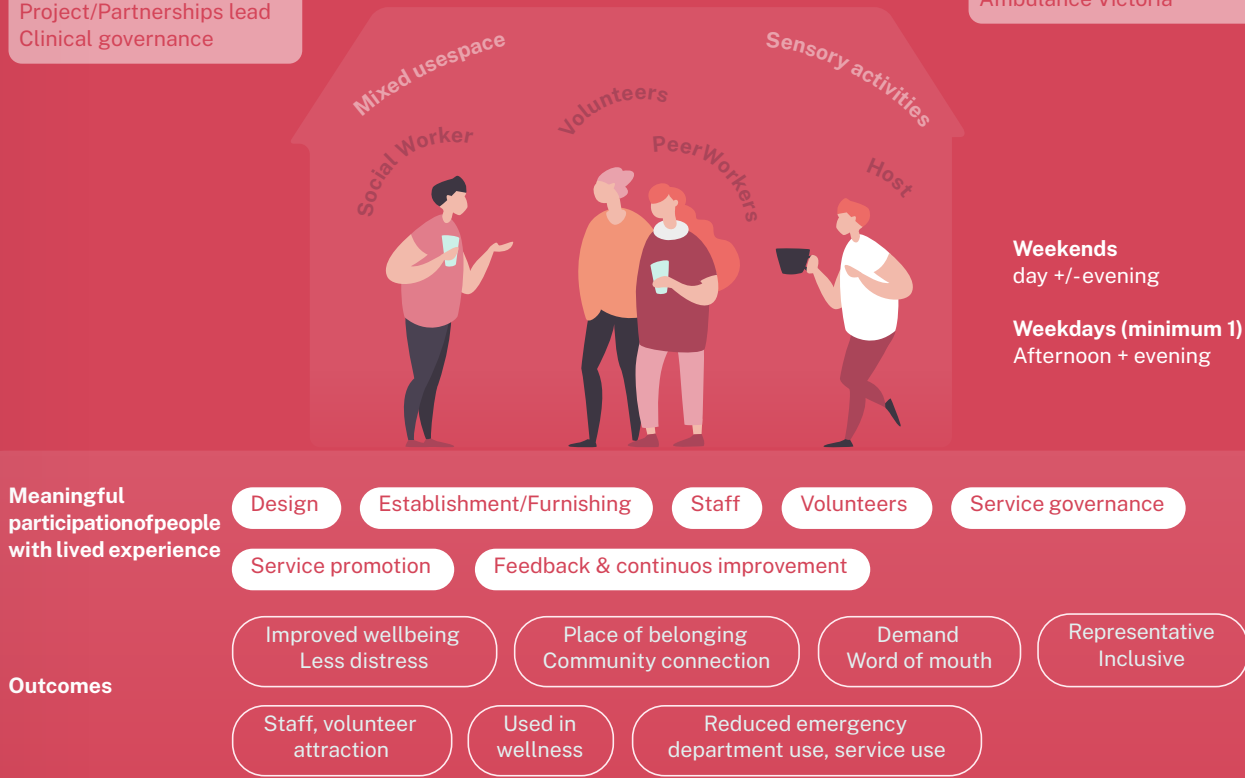 Project/Partnerships lead
Clinical governance
Ambulance Victoria
Mixed usespace
Sensory activities
Volunteers
Social Worker
PeerWorkers
Host
Weekends
day +/-evening
Weekdays (minimum 1)
Afternoon + evening
Meaningful
participationofpeople
with lived experience
Design
Establishment/Furnishing
Staff
Volunteers
Service governance
Service promotion
Feedback & continuos improvement
Outcomes
Improved wellbeing
Less distress
Place of belonging
Community connection
Demand
Word of mouth
Representative
Inclusive
Staff, volunteer
attraction
Used in
wellness
Reduced emergency
department use, service use